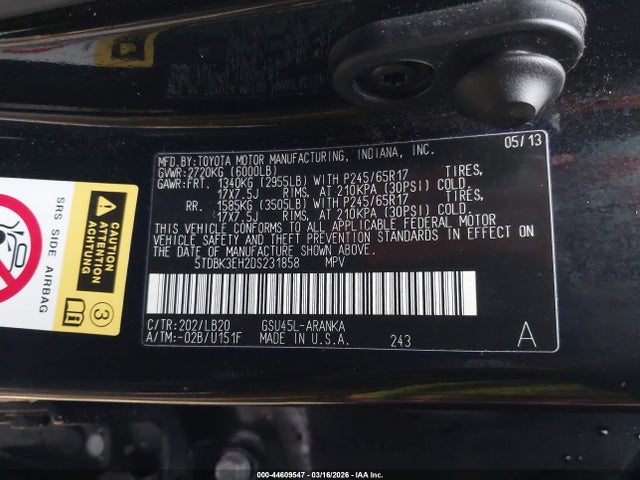 MFD.BY:TOYOTA MOTOR MANUFACTURING, INDIANA, INC. 05/13
GVWR:2720KG (6000LB)
GAWR:FRT. 1340KG (2955LB) WITH P245/65R17 TIRES,
17X7.5J RIMS, AT 210KPA (30PSI) COLD.
RR. 1585KG (3505LB) WITH P245/65R17 TIRES,
17X7.5J RIMS, AT 210KPA (30PSI) COLD.
THIS VEHICLE CONFORMS TO ALL APPLICABLE FEDERAL MOTOR
VEHICLE SAFETY AND THEFT PREVENTION STANDARDS IN EFFECT ON
THE DATE OF MANUFACTURE SHOWN ABOVE.
5TDBK3EH2DS231858 MPV
C/TR:202/LB20 GSU45L-ARANKA A
A/TM:-02B/U151F MADE IN U.S.A. 243
SRS SIDE AIRBAG
CAUTION
ATTENTION
ACHTUNG
3
000-44609547 - 03/16/2026 - IAA Inc.